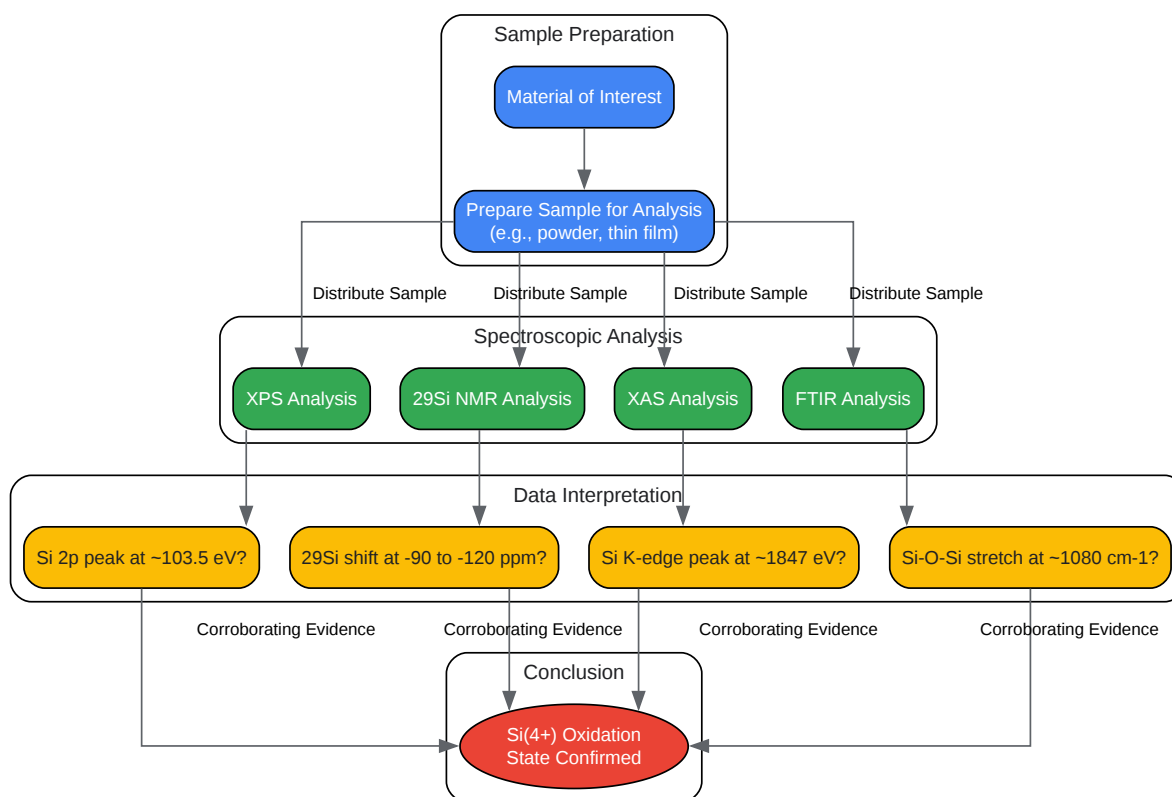 Sample Preparation
Material of Interest
Prepare Sample for Analysis
(e.g., powder, thin film)
Distribute Sample
Distribute Sample
Distribute Sample
Distribute Sample
Spectroscopic Analysis
XPS Analysis
29Si NMR Analysis
XAS Analysis
FTIR Analysis
Data Interpretation
Si 2p peak at ~103.5 eV?
29Si shift at -90 to -120 ppm?
Si K-edge peak at ~1847 eV?
Si-O-Si stretch at ~1080 cm-1?
Corroborating Evidence
Corroborating Evidence
Corroborating Evidence
Corroborating Evidence
Conclusion
Si(4+) Oxidation
State Confirmed